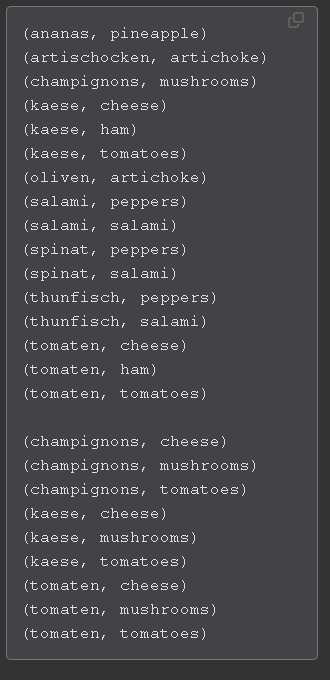 (ananas, pineapple)
(artischocken, artichoke)
(champignons, mushrooms)
(kaese, cheese)
(kaese, ham)
(kaese, tomatoes)
(oliven, artichoke)
(salami, peppers)
(salami, salami)
(spinat, peppers)
(spinat, salami)
(thunfisch, peppers)
(thunfisch, salami)
(tomaten, cheese)
(tomaten, ham)
(tomaten, tomatoes)

(champignons, cheese)
(champignons, mushrooms)
(champignons, tomatoes)
(kaese, cheese)
(kaese, mushrooms)
(kaese, tomatoes)
(tomaten, cheese)
(tomaten, mushrooms)
(tomaten, tomatoes)